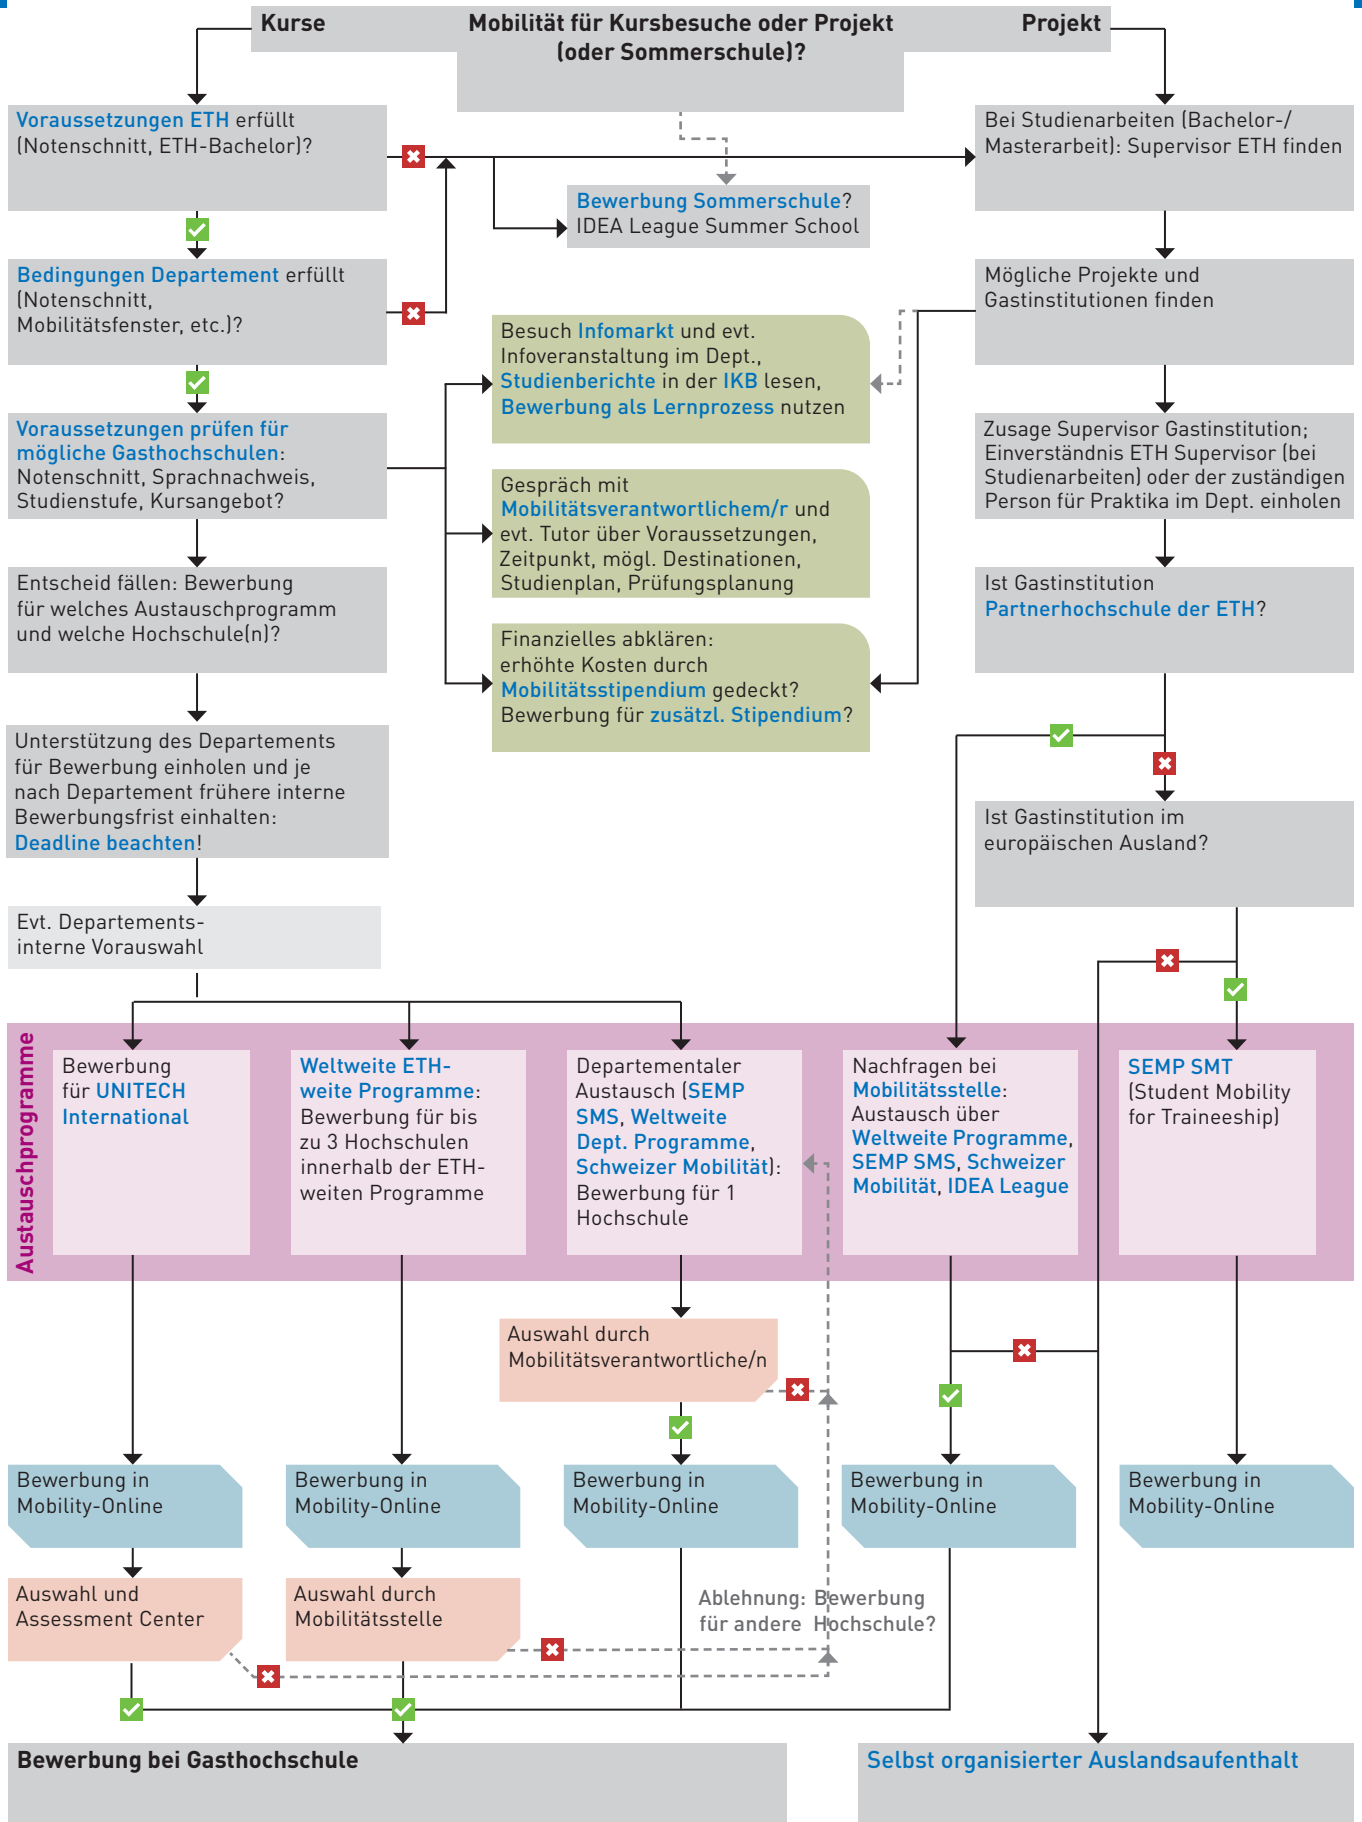 Kurse
Mobilität für Kursbesuche oder Projekt
(oder Sommerschule)?
Projekt
Voraussetzungen ETH erfüllt
(Notenschnitt, ETH-Bachelor)?
Bei Studienarbeiten (Bachelor-/
Masterarbeit): Supervisor ETH finden
Bewerbung Sommerschule?
IDEA League Summer School
Bedingungen Departement erfüllt
(Notenschnitt,
Mobilitätsfenster, etc.)?
Mögliche Projekte und
Gastinstitutionen finden
Besuch Infomarkt und evt.
Infoveranstaltung im Dept.,
Studienberichte in der IKB lesen,
Bewerbung als Lernprozess nutzen
Voraussetzungen prüfen für
mögliche Gasthochschulen:
Notenschnitt, Sprachnachweis,
Studienstufe, Kursangebot?
Zusage Supervisor Gastinstitution;
Einverständnis ETH Supervisor (bei
Studienarbeiten) oder der zuständigen
Person für Praktika im Dept. einholen
Gespräch mit
Mobilitätsverantwortlichem/r und
evt. Tutor über Voraussetzungen,
Zeitpunkt, mögl. Destinationen,
Studienplan, Prüfungsplanung
Entscheid fällen: Bewerbung
für welches Austauschprogramm
und welche Hochschule(n)?
Ist Gastinstitution
Partnerhochschule der ETH?
Finanzielles abklären:
erhöhte Kosten durch
Mobilitätsstipendium gedeckt?
Bewerbung für zusätzl. Stipendium?
Unterstützung des Departements
für Bewerbung einholen und je
nach Departement frühere interne
Bewerbungsfrist einhalten:
Deadline beachten!
Ist Gastinstitution im
europäischen Ausland?
Evt. Departements-
interne Vorauswahl
Austauschprogramme
Bewerbung
für UNITECH
International
Weltweite ETH-
weite Programme:
Bewerbung für bis
zu 3 Hochschulen
innerhalb der ETH-
weiten Programme
Departementaler
Austausch (SEMP
SMS, Weltweite
Dept. Programme,
Schweizer Mobilität):
Bewerbung für 1
Hochschule
Nachfragen bei
Mobilitätsstelle:
Austausch über
Weltweite Programme,
SEMP SMS, Schweizer
Mobilität, IDEA League
SEMP SMT
(Student Mobility
for Traineeship)
Auswahl durch
Mobilitätsverantwortliche/n
Bewerbung in
Mobility-Online
Bewerbung in
Mobility-Online
Bewerbung in
Mobility-Online
Bewerbung in
Mobility-Online
Bewerbung in
Mobility-Online
Auswahl und
Assessment Center
Auswahl durch
Mobilitätsstelle
Ablehnung: Bewerbung
für andere Hochschule?
Bewerbung bei Gasthochschule
Selbst organisierter Auslandsaufenthalt